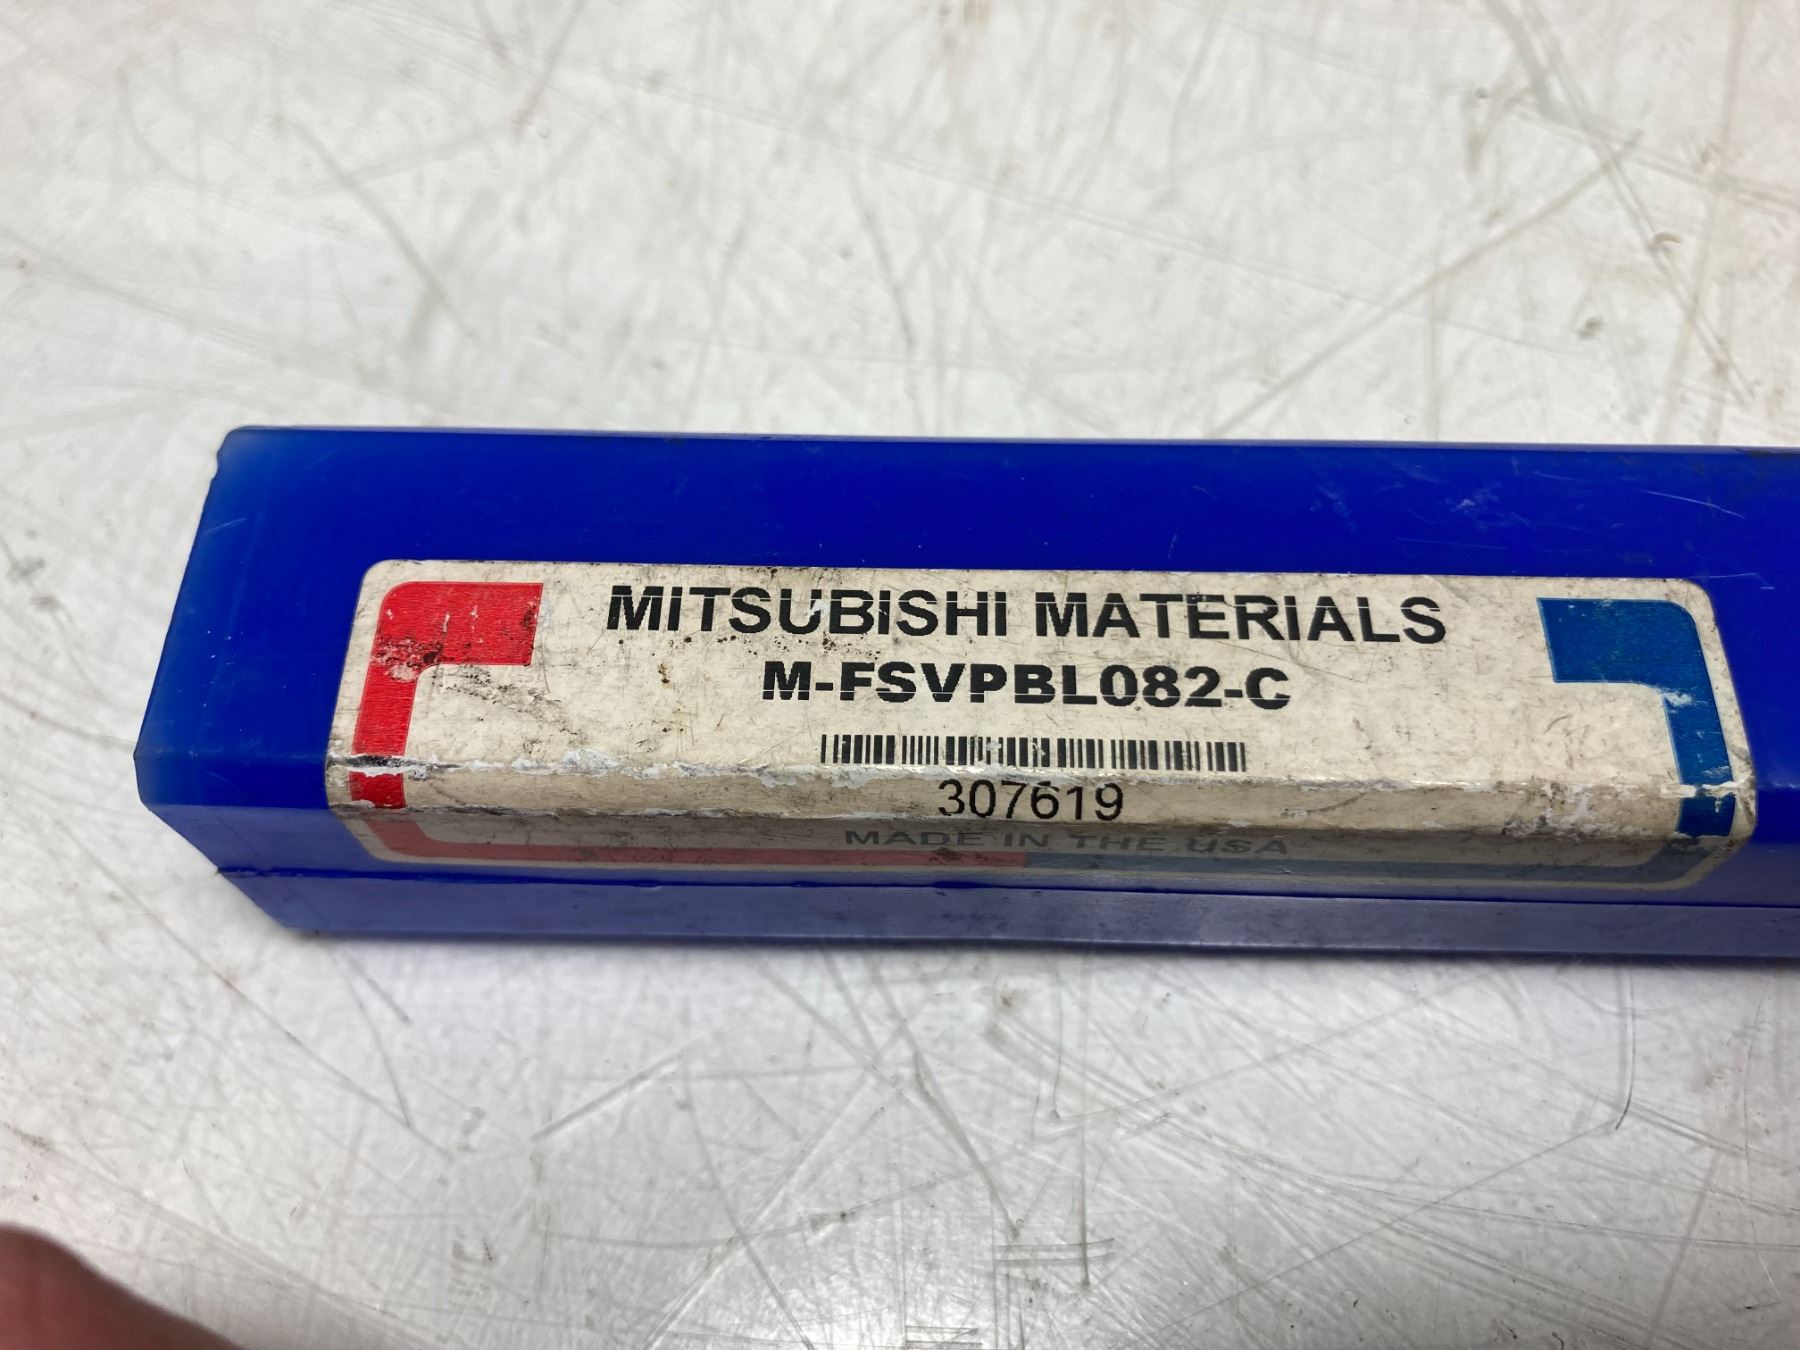 MITSUBISHI MATERIALS
M-FSVPBL082-C
307619
MADE IN THE USA